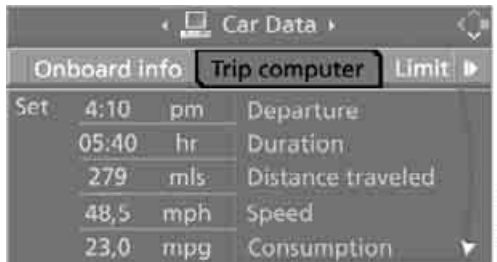 Car Data
Onboard info Trip computer Limit
Set 4:10 pm Departure
05:40 hr Duration
279 mls Distance traveled
48,5 mph Speed
23,0 mpg Consumption